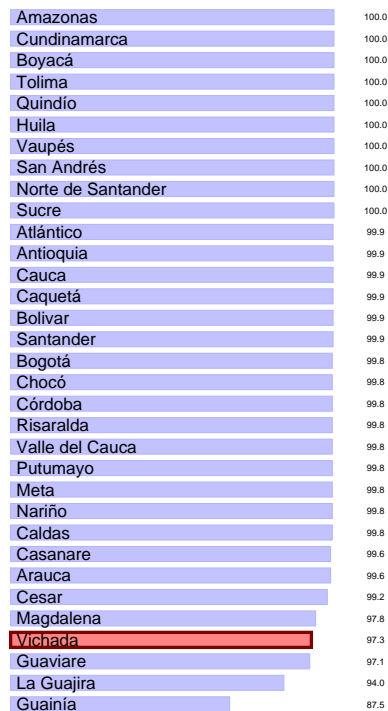 Amazonas 100.0
Cundinamarca 100.0
Boyacá 100.0
Tolima 100.0
Quindío 100.0
Huila 100.0
Vaupés 100.0
San Andrés 100.0
Norte de Santander 100.0
Sucre 100.0
Atlántico 99.9
Antioquia 99.9
Cauca 99.9
Caquetá 99.9
Bolivar 99.9
Santander 99.9
Bogotá 99.8
Chocó 99.8
Córdoba 99.8
Risaralda 99.8
Valle del Cauca 99.8
Putumayo 99.8
Meta 99.8
Nariño 99.8
Caldas 99.8
Casanare 99.6
Arauca 99.6
Cesar 99.2
Magdalena 97.8
Vichada 97.3
Guaviare 97.1
La Guajira 94.0
Guainía 87.5